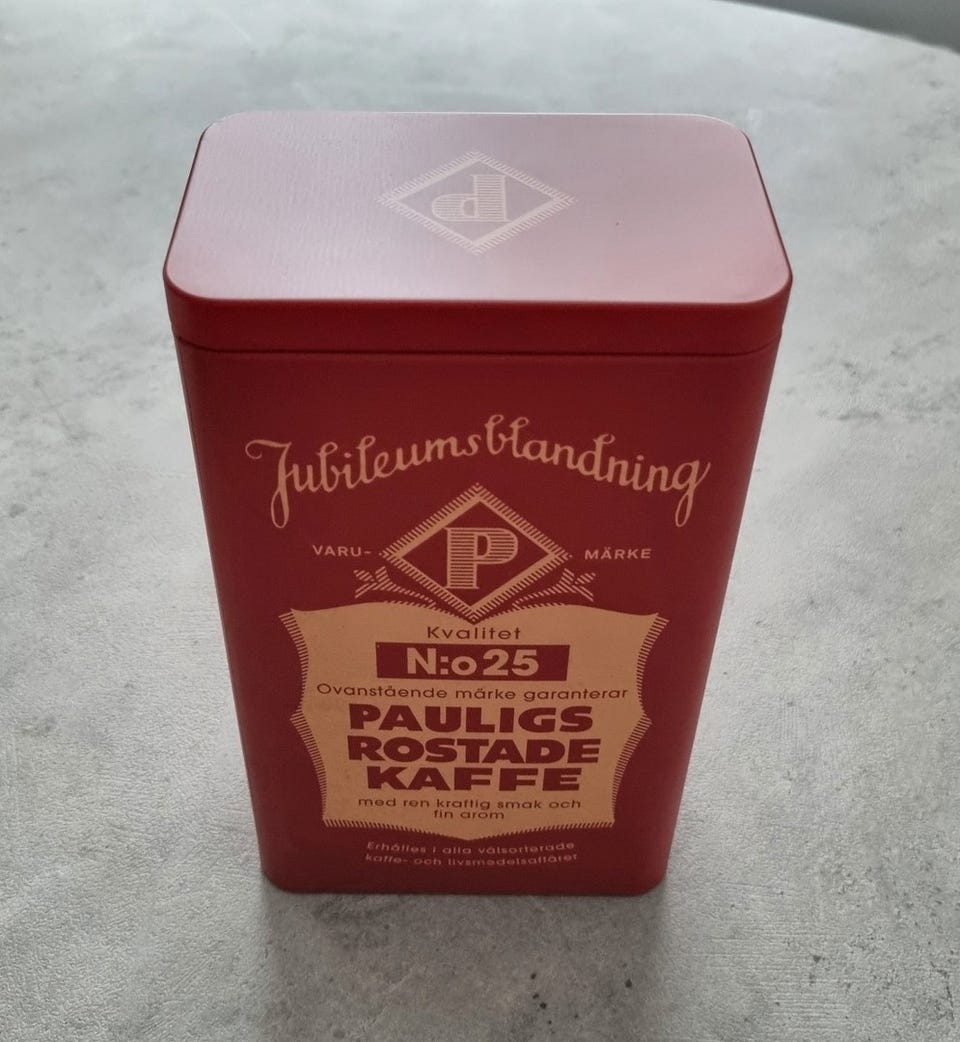 P
Jubileumsblandning
VARU- P MÄRKE
Kvalitet
N:o 25
Ovanstående märke garanterar
PAULIGS
ROSTADE
KAFFE
med ren kraftig smak och
fin arom
Erhålles i alla välsorterade
kaffe- och livsmedelsaffärer